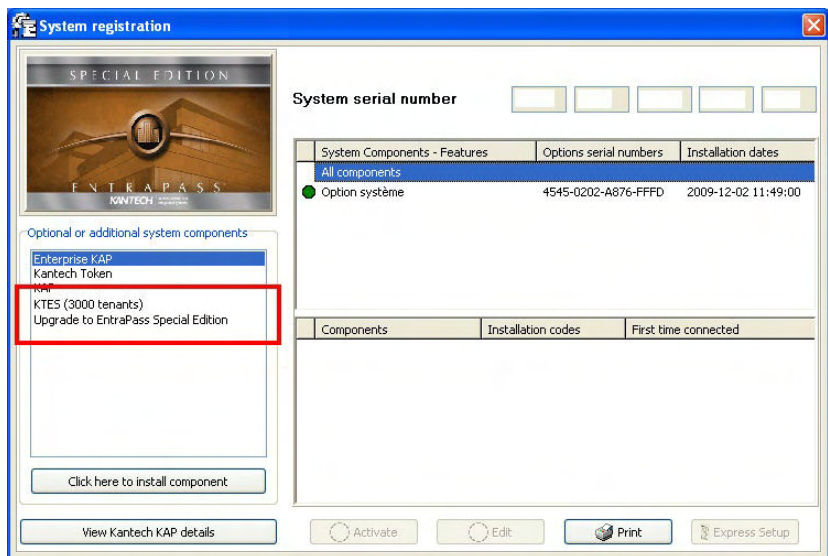 System registration
SPECIAL EDITION
ENTRAPASS
KANTECH
System serial number
System Components - Features Options serial numbers Installation dates
All components
Option système 4545-0202-A876-FFFD 2009-12-02 11:49:00
Optional or additional system components
Enterprise KAP
Kantech Token
KAP
KTES (3000 tenants)
Upgrade to EntraPass Special Edition
Components Installation codes First time connected
Click here to install component
View Kantech KAP details
Activate Edit Print Express Setup